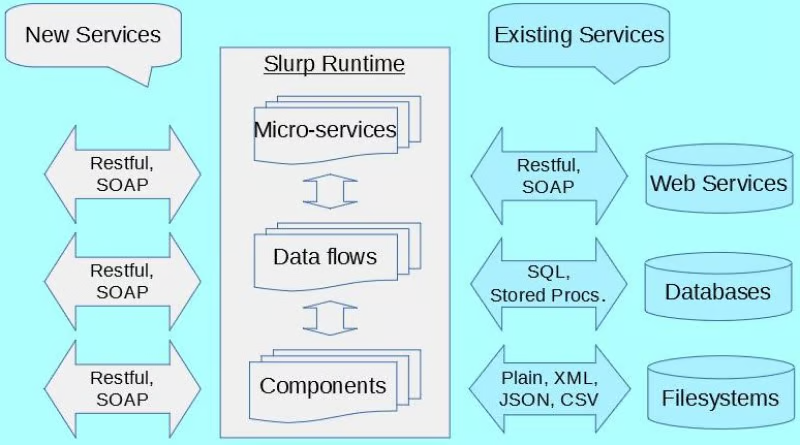 New Services
Existing Services
Slurp Runtime
Micro-services
Restful,
SOAP
Restful,
SOAP
Web Services
Restful,
SOAP
Data flows
SQL,
Stored Procs.
Databases
Restful,
SOAP
Components
Plain, XML,
JSON, CSV
Filesystems